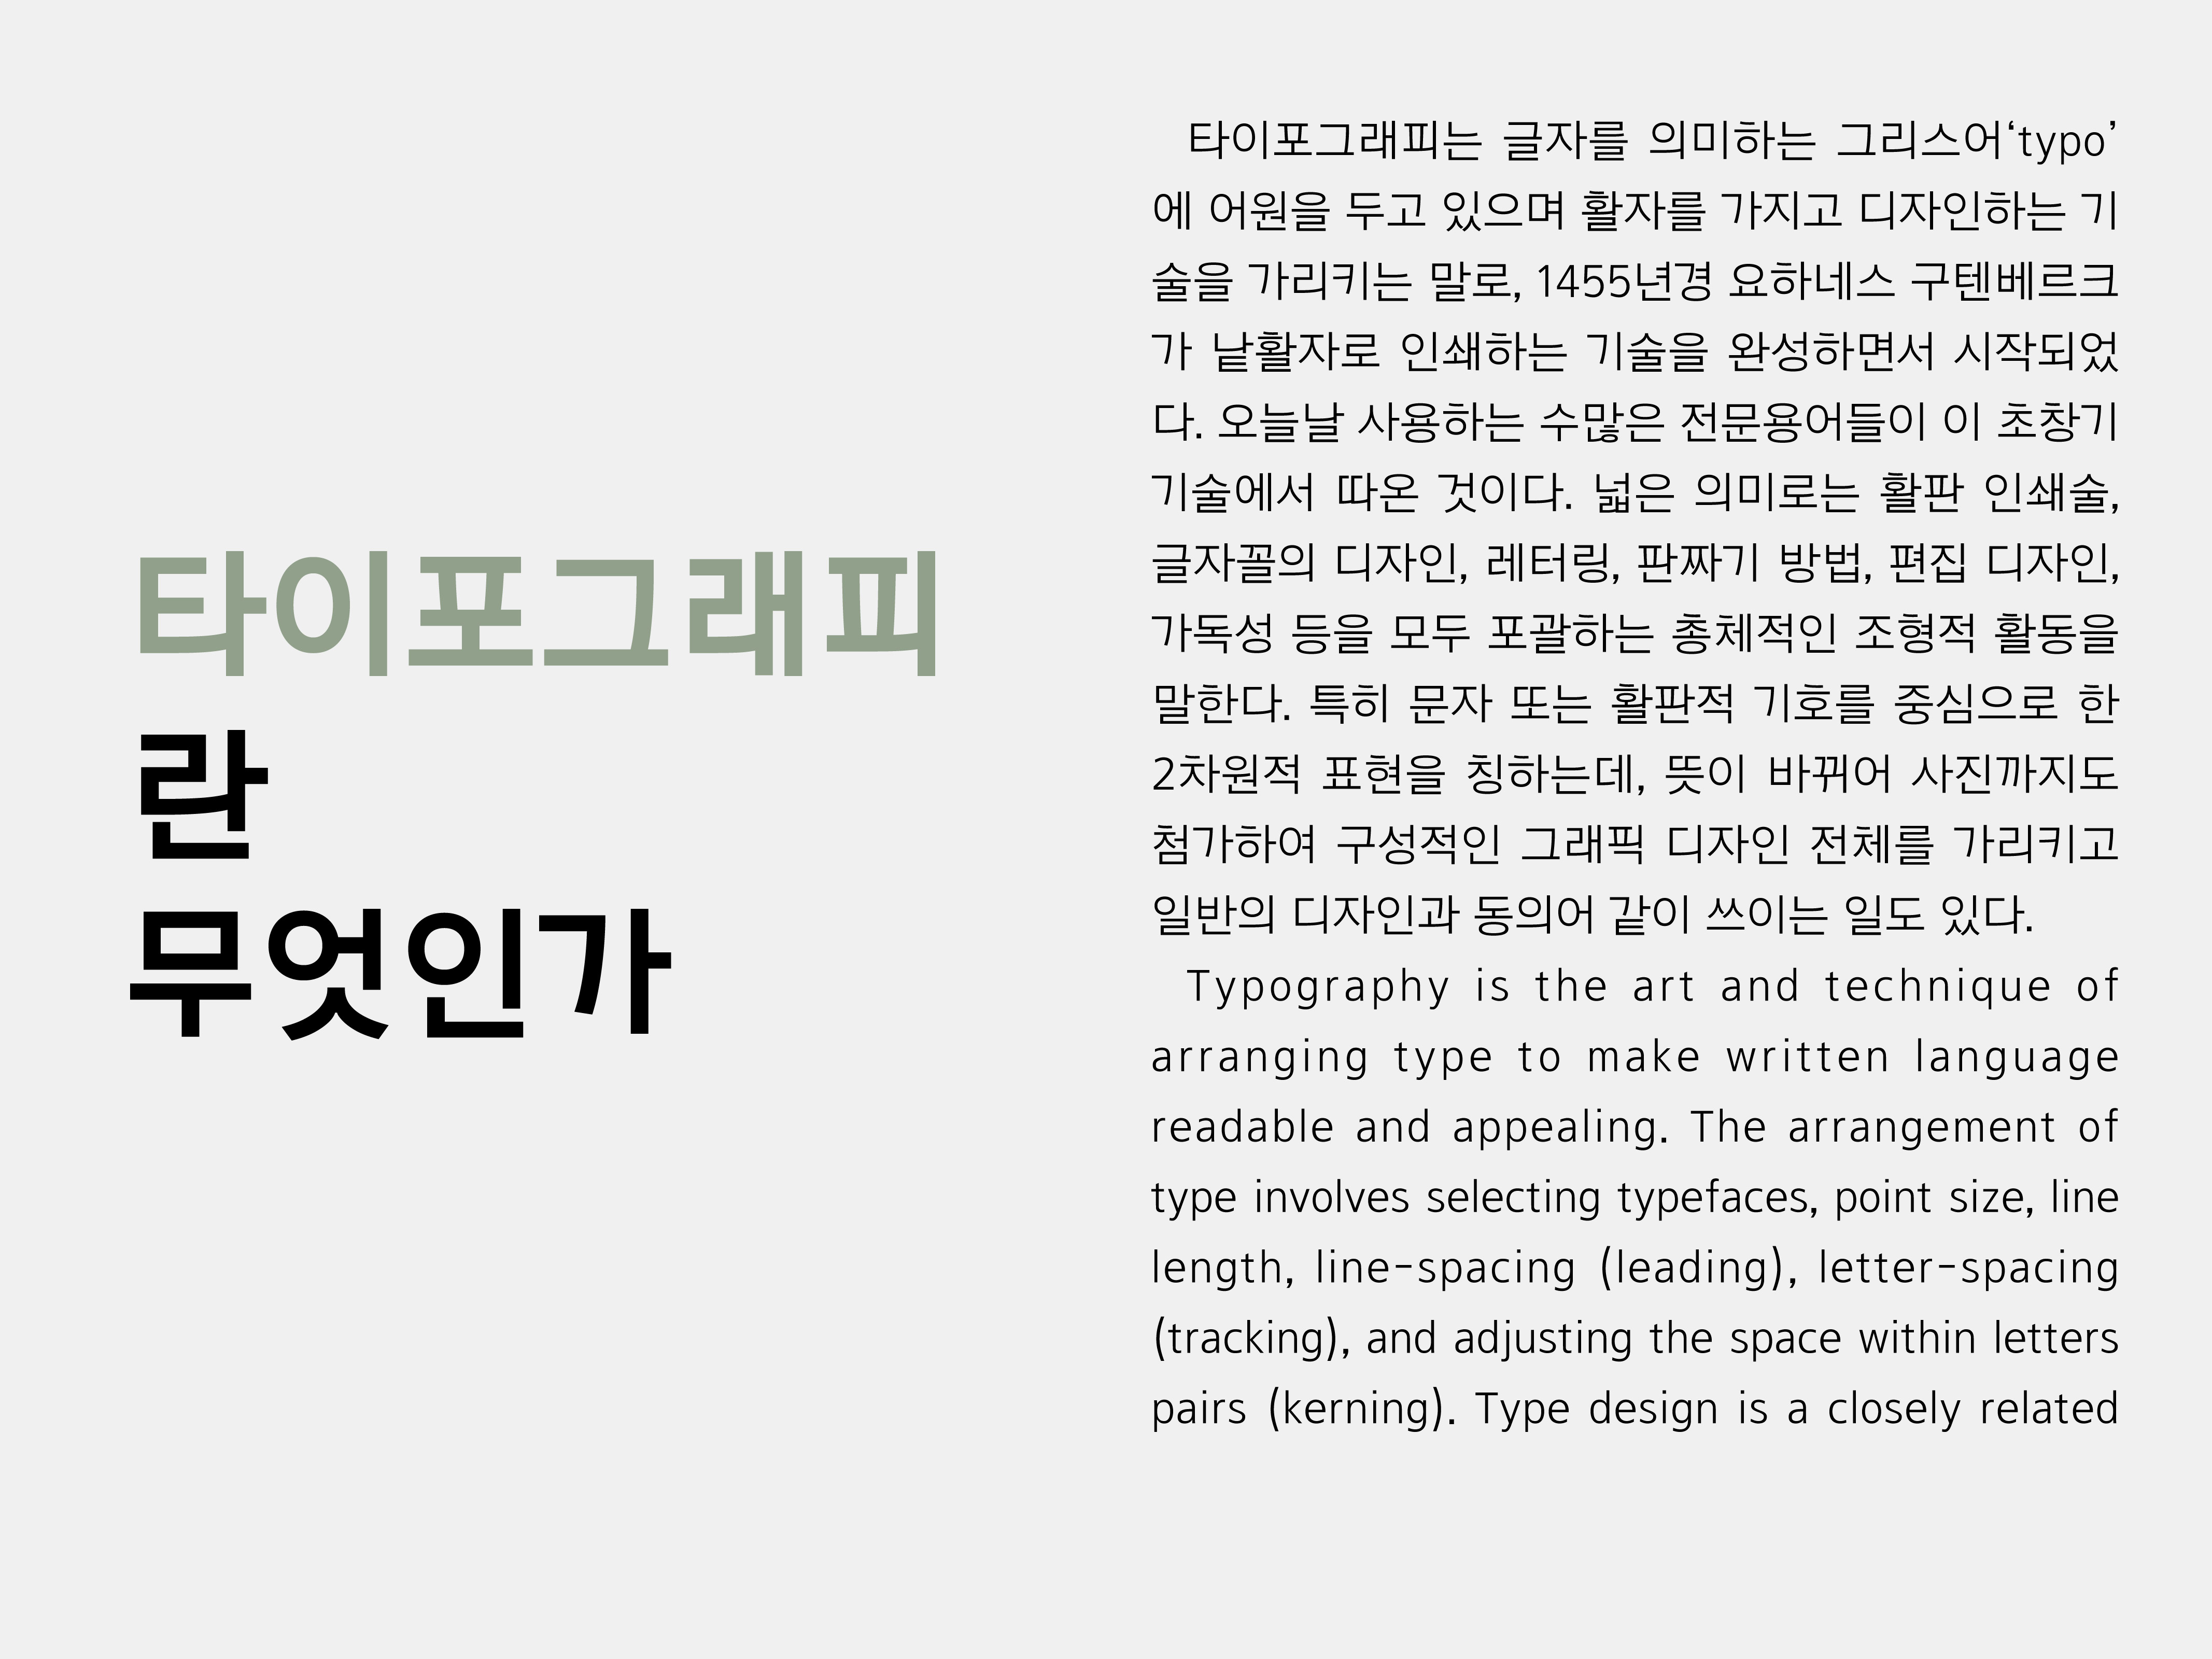 타이포그래피
란
무엇인가
타이포그래피는 글자를 의미하는 그리스어‘typo’
에 어원을 두고 있으며 활자를 가지고 디자인하는 기
술을 가리키는 말로, 1455년경 요하네스 구텐베르크
가 낱활자로 인쇄하는 기술을 완성하면서 시작되었
다. 오늘날 사용하는 수많은 전문용어들이 이 초창기
기술에서 따온 것이다. 넓은 의미로는 활판 인쇄술,
글자꼴의 디자인, 레터링, 판짜기 방법, 편집 디자인,
가독성 등을 모두 포괄하는 총체적인 조형적 활동을
말한다. 특히 문자 또는 활판적 기호를 중심으로 한
2차원적 표현을 칭하는데, 뜻이 바뀌어 사진까지도
첨가하여 구성적인 그래픽 디자인 전체를 가리키고
일반의 디자인과 동의어 같이 쓰이는 일도 있다.
Typography is the art and technique of
arranging type to make written language
readable and appealing. The arrangement of
type involves selecting typefaces, point size, line
length, line-spacing (leading), letter-spacing
(tracking), and adjusting the space within letters
pairs (kerning). Type design is a closely related